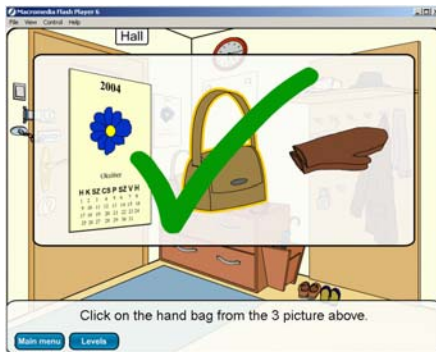 Macromedia Flash Player 6
File View Control Help
Hall
2004
Október
H K SZ CS P SZ V H
Click on the hand bag from the 3 picture above.
Main menu
Levels